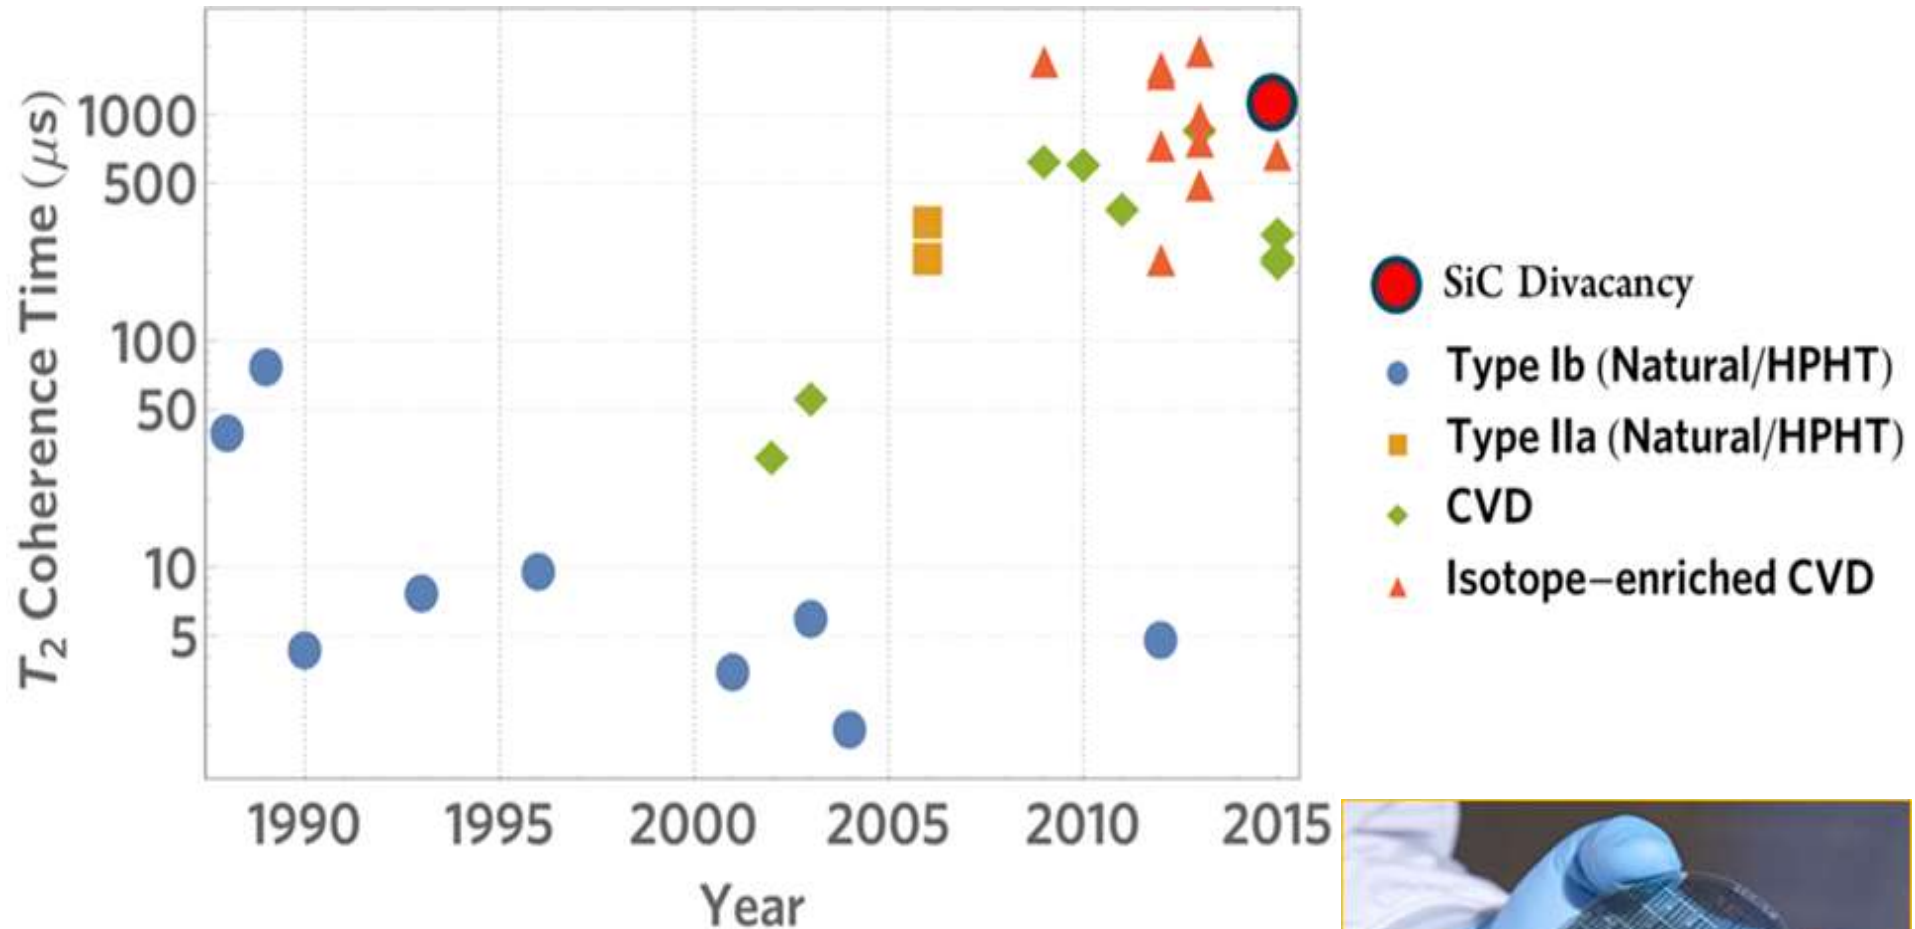 T2 Coherence Time (μs)
1000
500
100
50
10
5
1990 1995 2000 2005 2010 2015
Year
SiC Divacancy
Type Ib (Natural/HPHT)
Type IIa (Natural/HPHT)
CVD
Isotope−enriched CVD